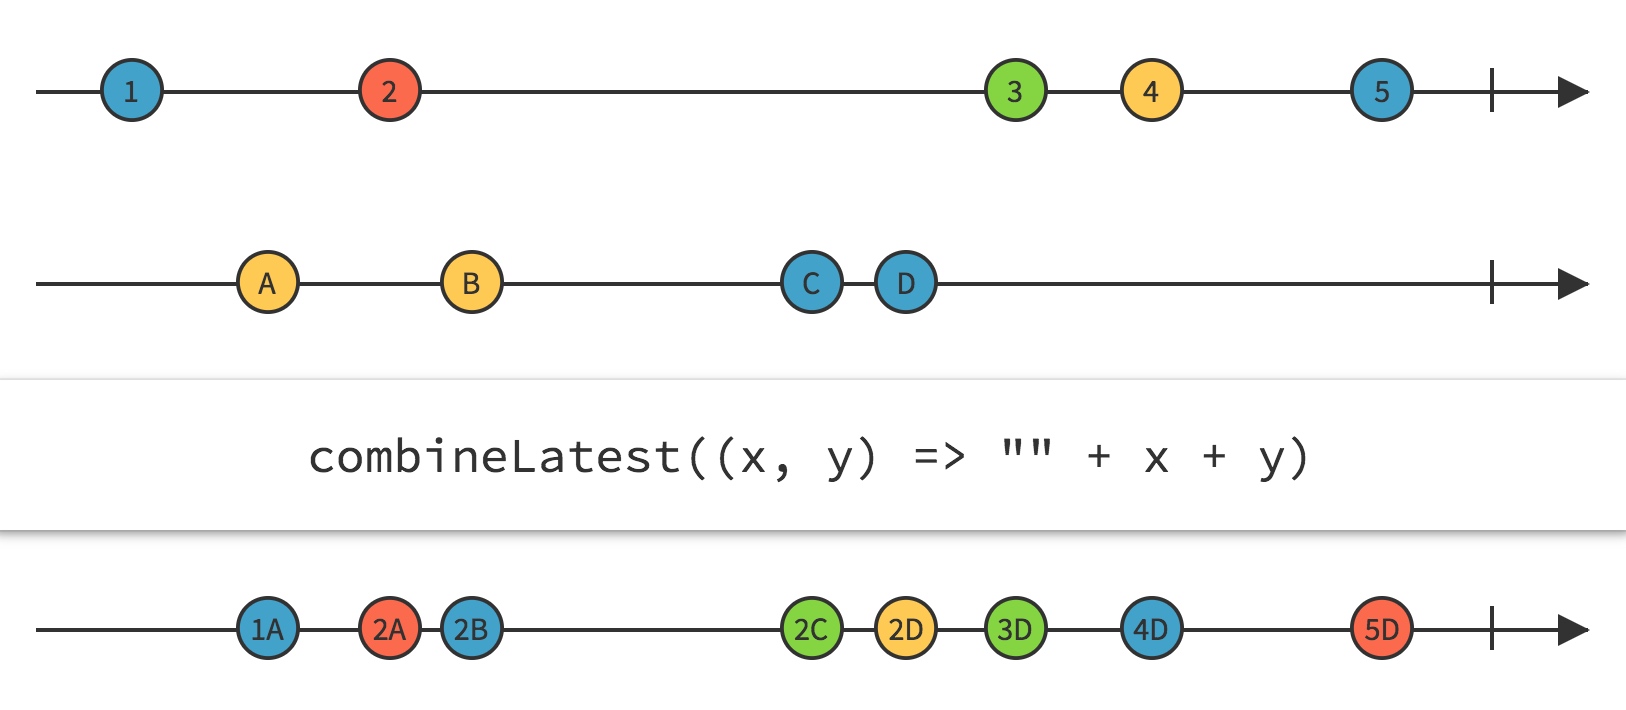 1 2 3 4 5
A B C D
combineLatest((x, y) => "" + x + y)
1A 2A 2B 2C 2D 3D 4D 5D